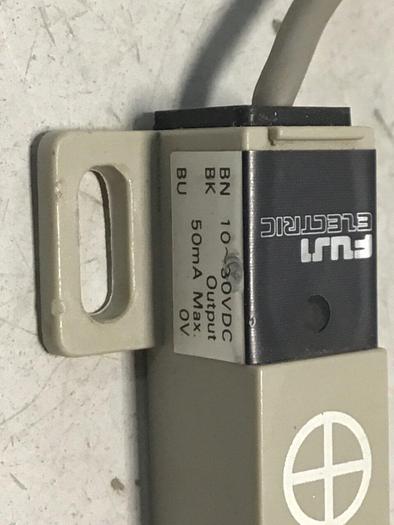 FUJI
ELECTRIC
BN 10~30VDC
BK Output
50mA Max.
BU 0V